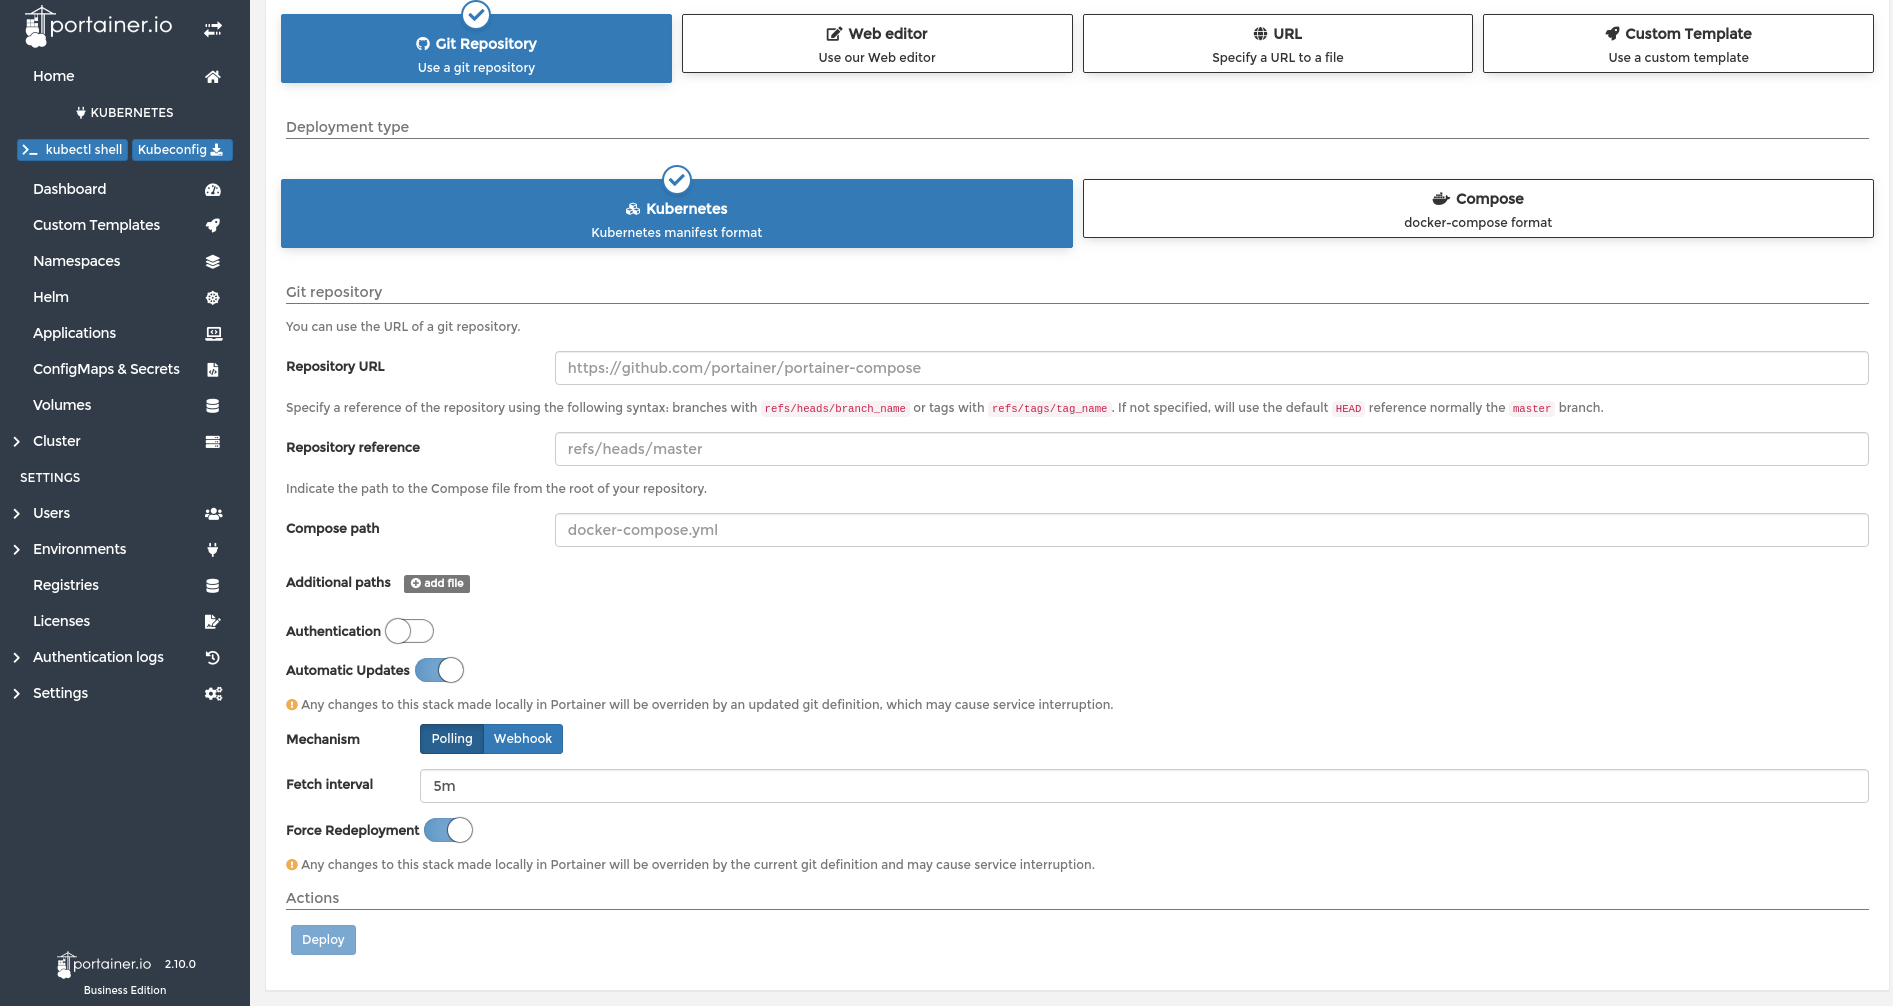 portainer.io
Home
KUBERNETES
kubectl shell
Kubeconfig
Dashboard
Custom Templates
Namespaces
Helm
Applications
ConfigMaps & Secrets
Volumes
Cluster
SETTINGS
Users
Environments
Registries
Licenses
Authentication logs
Settings
portainer.io 2.10.0
Business Edition
Git Repository
Use a git repository
Web editor
Use our Web editor
URL
Specify a URL to a file
Custom Template
Use a custom template
Deployment type
Kubernetes
Kubernetes manifest format
Compose
docker-compose format
Git repository
You can use the URL of a git repository.
Repository URL https://github.com/portainer/portainer-compose
Specify a reference of the repository using the following syntax: branches with refs/heads/branch_name or tags with refs/tags/tag_name. If not specified, will use the default HEAD reference normally the master branch.
Repository reference refs/heads/master
Indicate the path to the Compose file from the root of your repository.
Compose path docker-compose.yml
Additional paths add file
Authentication
Automatic Updates
Any changes to this stack made locally in Portainer will be overriden by an updated git definition, which may cause service interruption.
Mechanism Polling Webhook
Fetch interval 5m
Force Redeployment
Any changes to this stack made locally in Portainer will be overriden by the current git definition and may cause service interruption.
Actions
Deploy